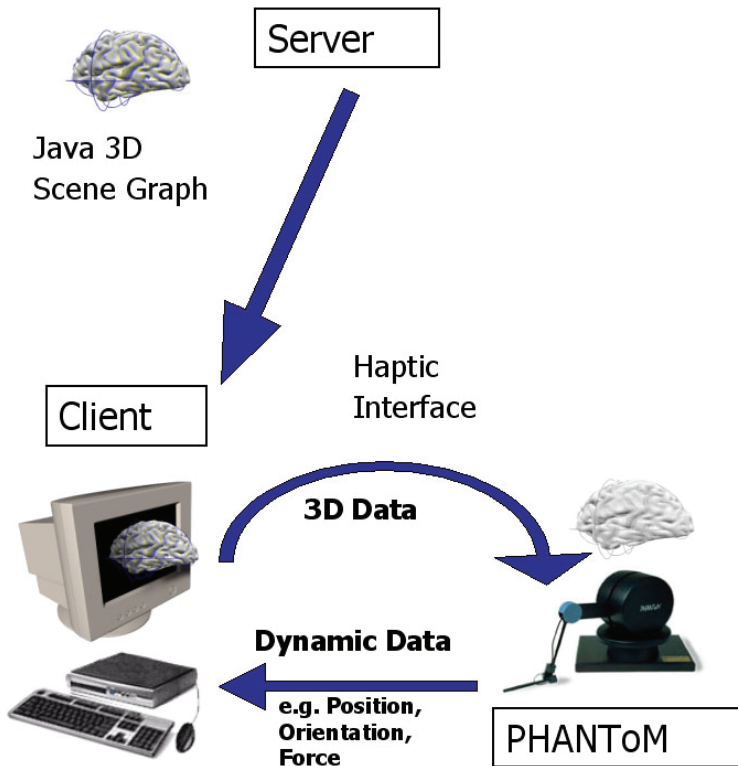 Server
Java 3D
Scene Graph
Haptic
Interface
Client
3D Data
Dynamic Data
e.g. Position,
Orientation,
Force
PHANToM